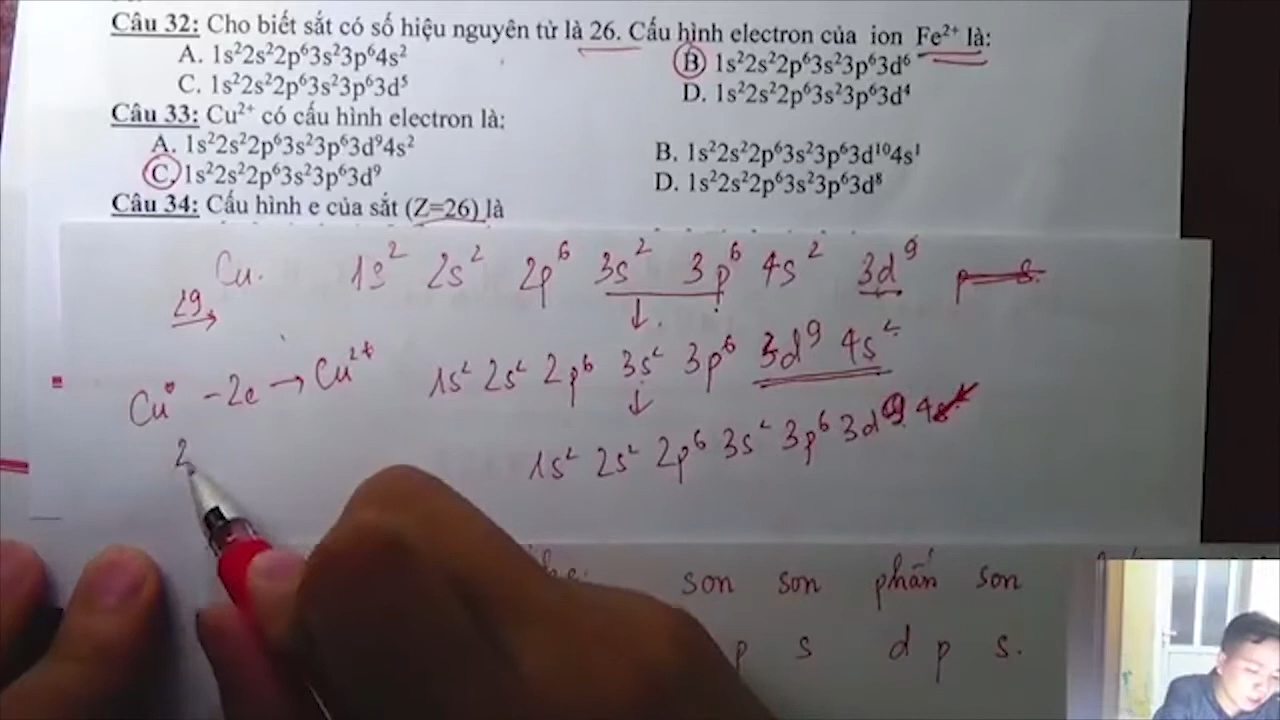 Câu 32: Cho biết sắt có số hiệu nguyên tử là 26. Cấu hình electron của ion Fe²⁺ là:
A. 1s²2s²2p⁶3s²3p⁶4s² B 1s²2s²2p⁶3s²3p⁶3d⁶
C. 1s²2s²2p⁶3s²3p⁶3d⁵ D. 1s²2s²2p⁶3s²3p⁶3d⁴
Câu 33: Cu²⁺ có cấu hình electron là:
A. 1s²2s²2p⁶3s²3p⁶3d⁹4s² B. 1s²2s²2p⁶3s²3p⁶3d¹⁰4s¹
C. 1s²2s²2p⁶3s²3p⁶3d⁹ D. 1s²2s²2p⁶3s²3p⁶3d⁸
Câu 34: Cấu hình e của sắt (Z=26) là
Cu. 1s² 2s² 2p⁶ 3s² 3p⁶ 4s² 3d⁹ p s.
29
Cu⁰ -2e → Cu²⁺ 1s² 2s² 2p⁶ 3s² 3p⁶ 3d⁹ 4s²
2 1s² 2s² 2p⁶ 3s² 3p⁶ 3d⁹ 4s
son son phấn son
p s d p s.